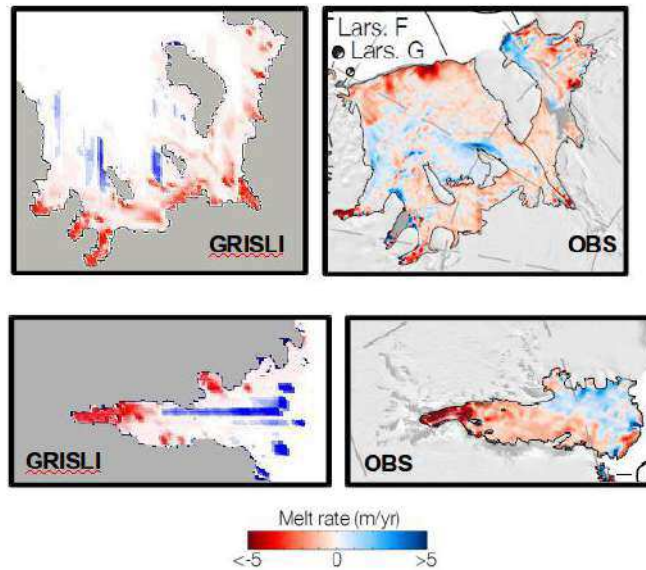 Lars. F
Lars. G
GRISLI
OBS
GRISLI
OBS
Melt rate (m/yr)
<-5 0 >5